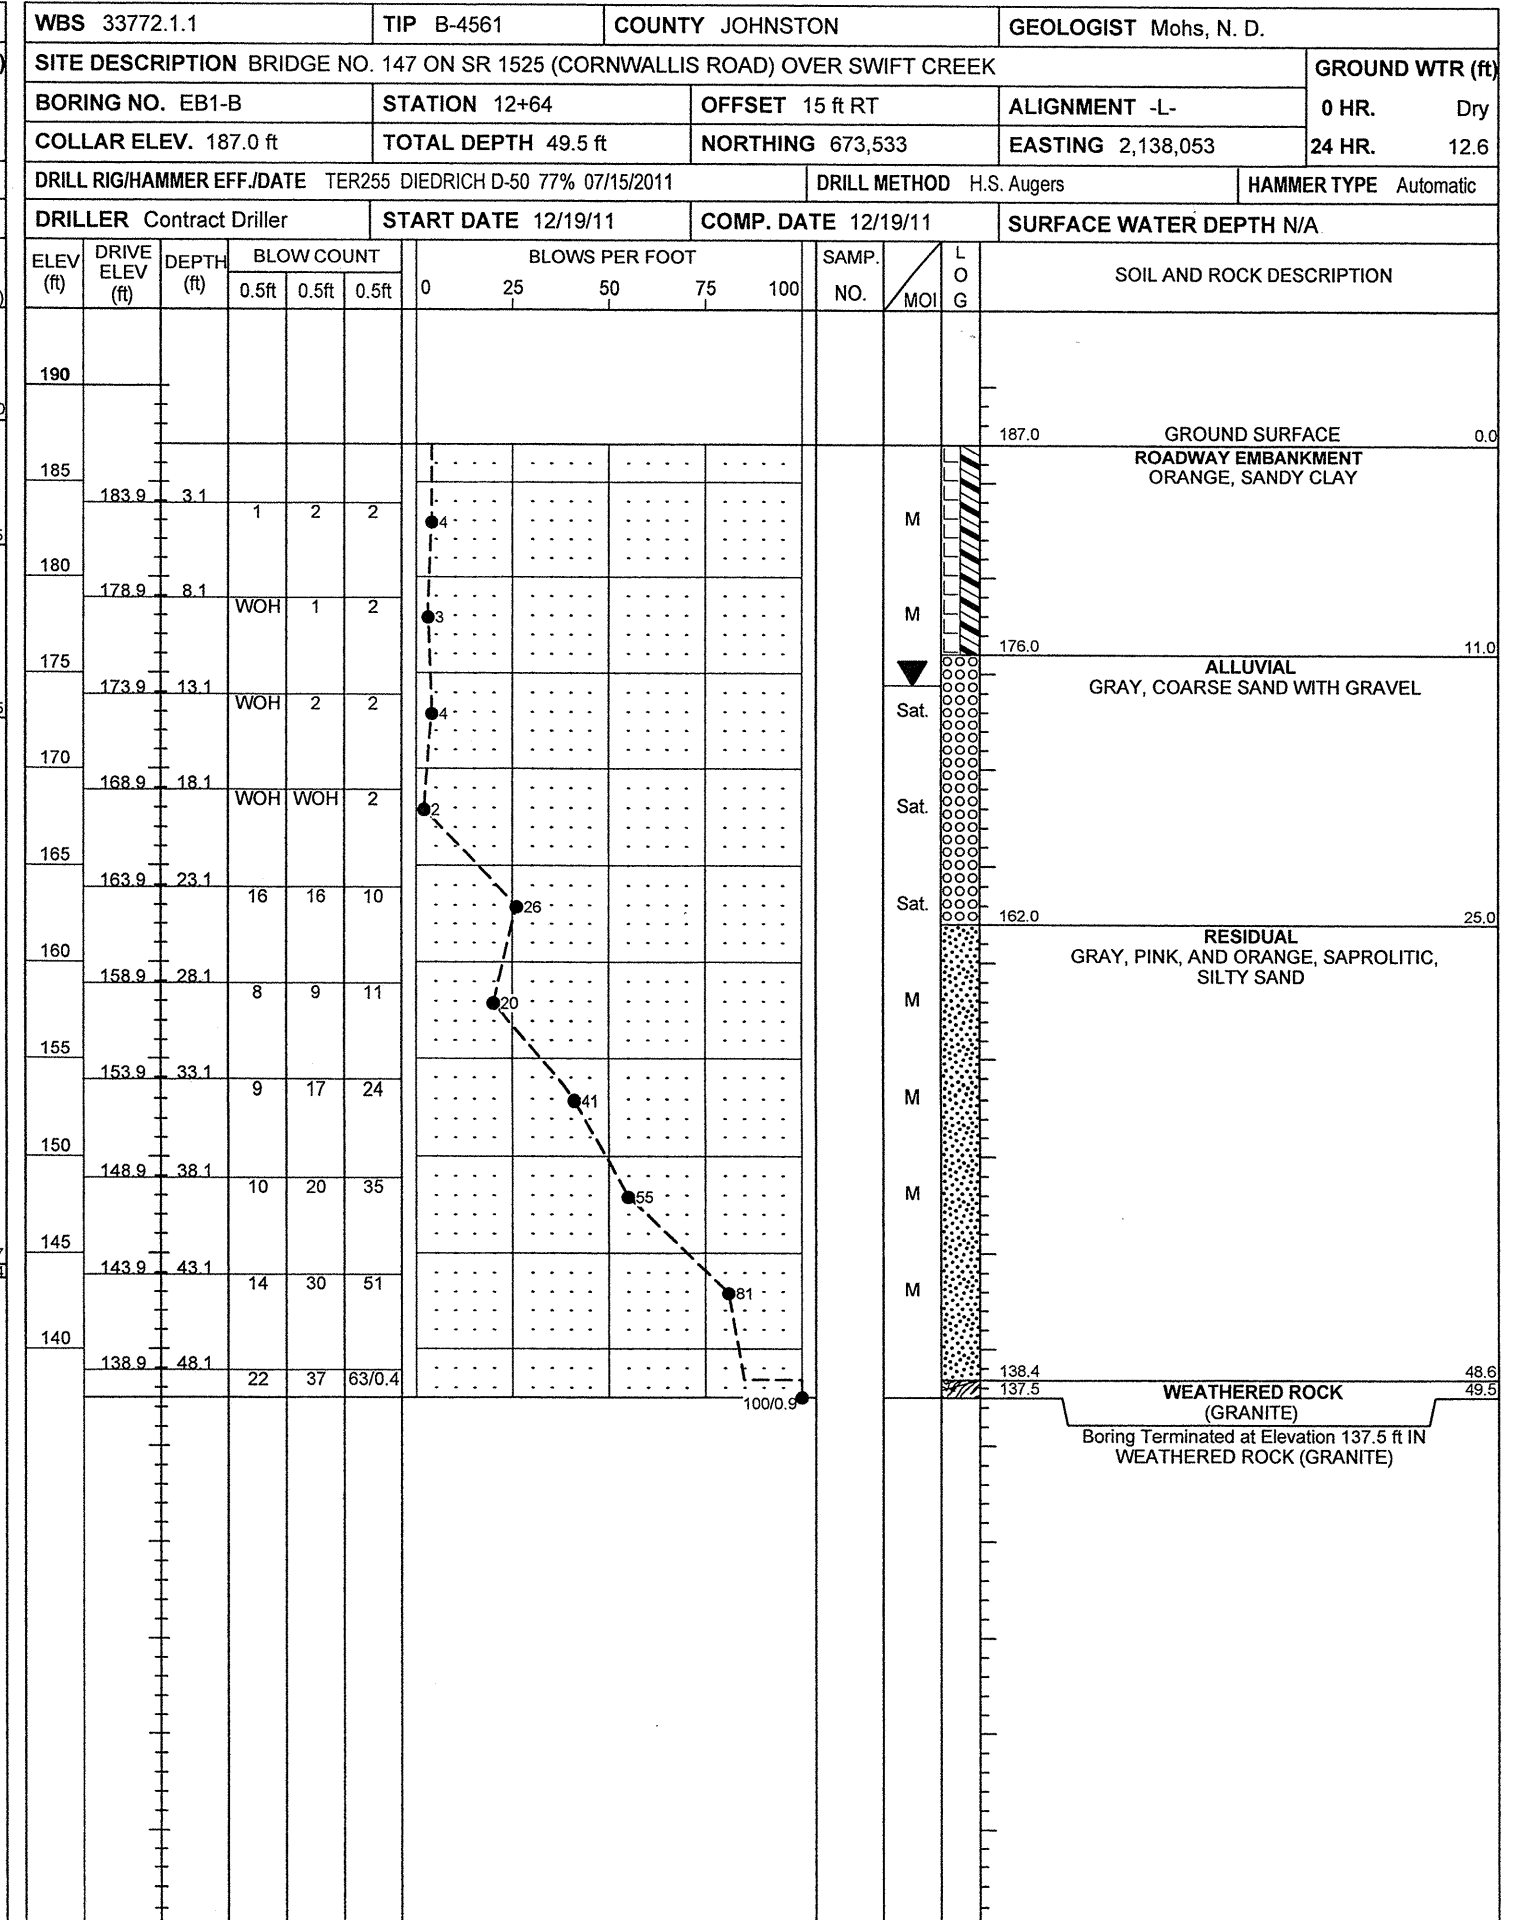 WBS 33772.1.1 TIP B-4561 COUNTY JOHNSTON GEOLOGIST Mohs, N. D.
SITE DESCRIPTION BRIDGE NO. 147 ON SR 1525 (CORNWALLIS ROAD) OVER SWIFT CREEK GROUND WTR (ft)
BORING NO. EB1-B STATION 12+64 OFFSET 15 ft RT ALIGNMENT -L- 0 HR. Dry
COLLAR ELEV. 187.0 ft TOTAL DEPTH 49.5 ft NORTHING 673,533 EASTING 2,138,053 24 HR. 12.6
DRILL RIG/HAMMER EFF./DATE TER255 DIEDRICH D-50 77% 07/15/2011 DRILL METHOD H.S. Augers HAMMER TYPE Automatic
DRILLER Contract Driller START DATE 12/19/11 COMP. DATE 12/19/11 SURFACE WATER DEPTH N/A
ELEV (ft) DRIVE ELEV (ft) DEPTH (ft) BLOW COUNT BLOWS PER FOOT SAMP. NO. MOI LOG SOIL AND ROCK DESCRIPTION
0.5ft 0.5ft 0.5ft 0 25 50 75 100
190
187.0 GROUND SURFACE 0.0
ROADWAY EMBANKMENT
185
ORANGE, SANDY CLAY
183.9 3.1
1 2 2 4 M
180
178.9 8.1
WOH 1 2 3 M
176.0 11.0
175 ALLUVIAL
173.9 13.1 GRAY, COARSE SAND WITH GRAVEL
WOH 2 2 4 Sat.
170
168.9 18.1
WOH WOH 2 2 Sat.
165
163.9 23.1
16 16 10 26 Sat.
162.0 25.0
RESIDUAL
160 GRAY, PINK, AND ORANGE, SAPROLITIC,
158.9 28.1 SILTY SAND
8 9 11 20 M
155
153.9 33.1
9 17 24 41 M
150
148.9 38.1
10 20 35 55 M
145
143.9 43.1
14 30 51 81 M
140
138.9 48.1 138.4 48.6
22 37 63/0.4 137.5 WEATHERED ROCK 49.5
100/0.9 (GRANITE)
Boring Terminated at Elevation 137.5 ft IN
WEATHERED ROCK (GRANITE)